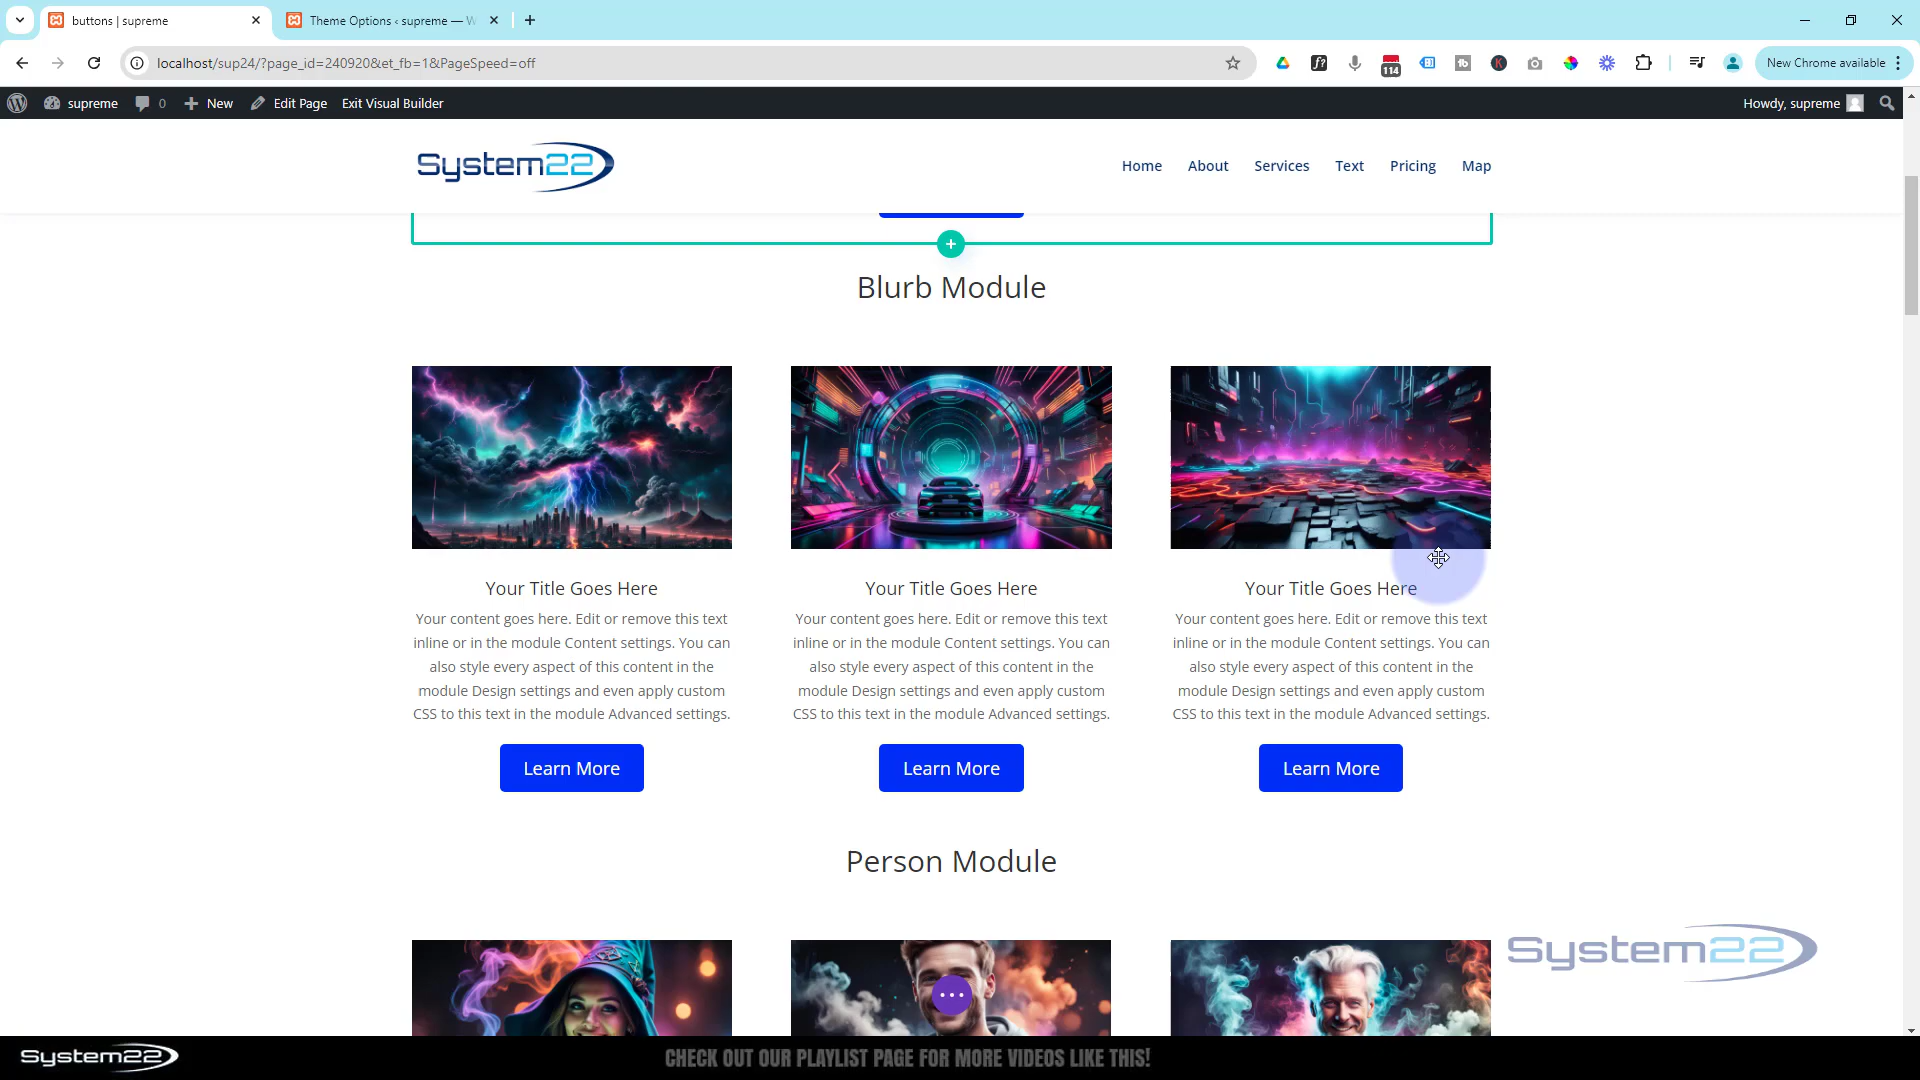 buttons | supreme
Theme Options ‹ supreme — W
localhost/sup24/?page_id=240920&et_fb=1&PageSpeed=off
114
New Chrome available
supreme
0
New
Edit Page
Exit Visual Builder
Howdy, supreme
System22
Home
About
Services
Text
Pricing
Map
Blurb Module
Your Title Goes Here
Your content goes here. Edit or remove this text
inline or in the module Content settings. You can
also style every aspect of this content in the
module Design settings and even apply custom
CSS to this text in the module Advanced settings.
Learn More
Your Title Goes Here
Your content goes here. Edit or remove this text
inline or in the module Content settings. You can
also style every aspect of this content in the
module Design settings and even apply custom
CSS to this text in the module Advanced settings.
Learn More
Your Title Goes Here
Your content goes here. Edit or remove this text
inline or in the module Content settings. You can
also style every aspect of this content in the
module Design settings and even apply custom
CSS to this text in the module Advanced settings.
Learn More
Person Module
System22
System22
CHECK OUT OUR PLAYLIST PAGE FOR MORE VIDEOS LIKE THIS!